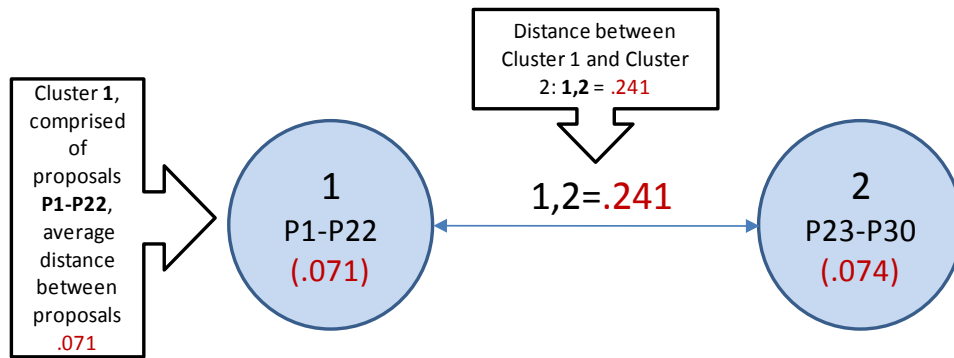 Distance between
Cluster 1 and Cluster
2: 1,2 = .241
Cluster 1,
comprised
of
proposals
P1-P22,
average
distance
between
proposals
.071
1
P1-P22
(.071)
1,2=.241
2
P23-P30
(.074)